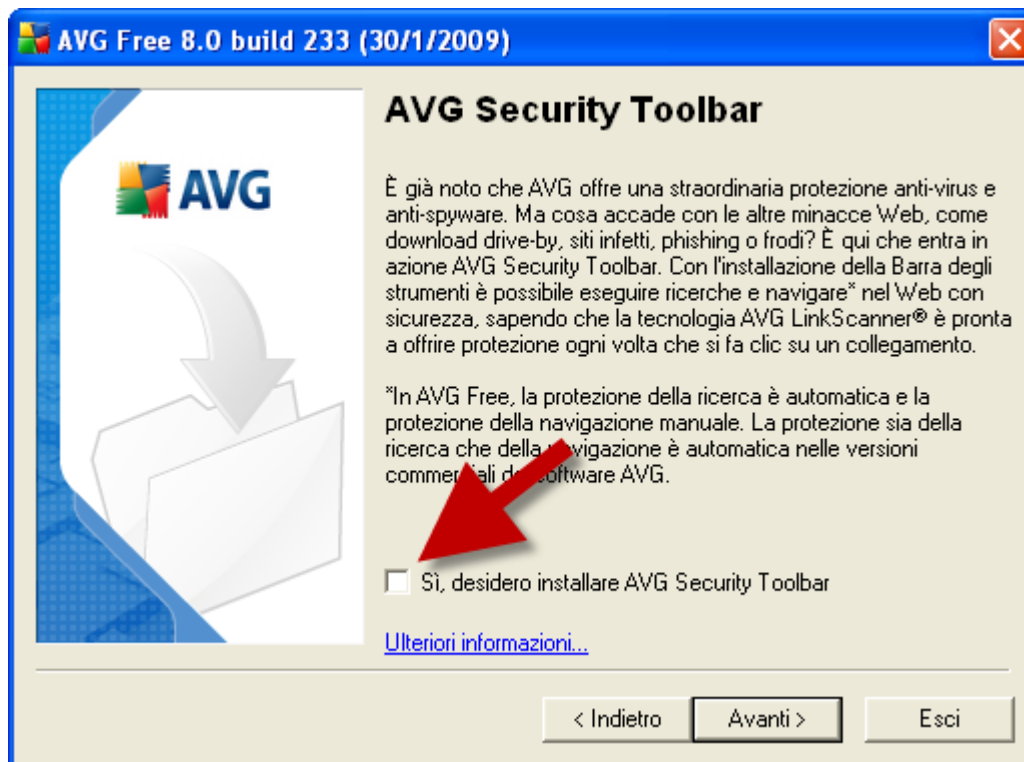 AVG Free 8.0 build 233 (30/1/2009)
AVG Security Toolbar
AVG
È già noto che AVG offre una straordinaria protezione anti-virus e
anti-spyware. Ma cosa accade con le altre minacce Web, come
download drive-by, siti infetti, phishing o frodi? È qui che entra in
azione AVG Security Toolbar. Con l'installazione della Barra degli
strumenti è possibile eseguire ricerche e navigare* nel Web con
sicurezza, sapendo che la tecnologia AVG LinkScanner® è pronta
a offrire protezione ogni volta che si fa clic su un collegamento.
*In AVG Free, la protezione della ricerca è automatica e la
protezione della navigazione manuale. La protezione sia della
ricerca che della navigazione è automatica nelle versioni
commerciali del software AVG.
Sì, desidero installare AVG Security Toolbar
Ulteriori informazioni...
< Indietro
Avanti >
Esci